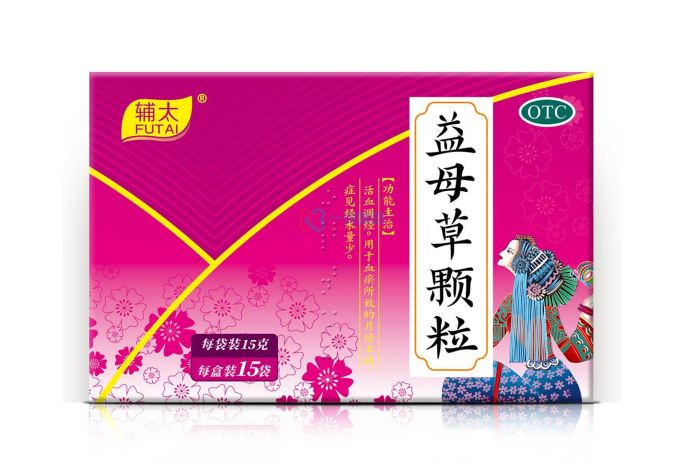 辅太
FUTAI
®
OTC
益母草颗粒
【功能主治】
活血调经。用于血瘀所致的月经不调
症见经水量少。
每袋装15克
每盒装15袋